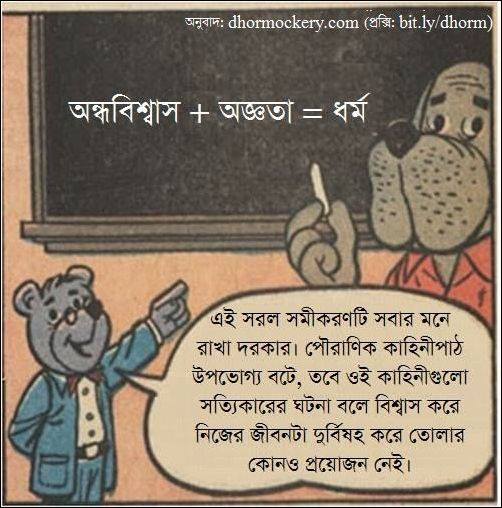 অনুবাদ: dhormockery.com (প্রক্সি: bit.ly/dhorm)
অন্ধবিশ্বাস + অজ্ঞতা = ধর্ম
এই সরল সমীকরণটি সবার মনে
রাখা দরকার। পৌরাণিক কাহিনীপাঠ
উপভোগ্য বটে, তবে ওই কাহিনীগুলো
সত্যিকারের ঘটনা বলে বিশ্বাস করে
নিজের জীবনটা দুর্বিষহ করে তোলার
কোনও প্রয়োজন নেই।